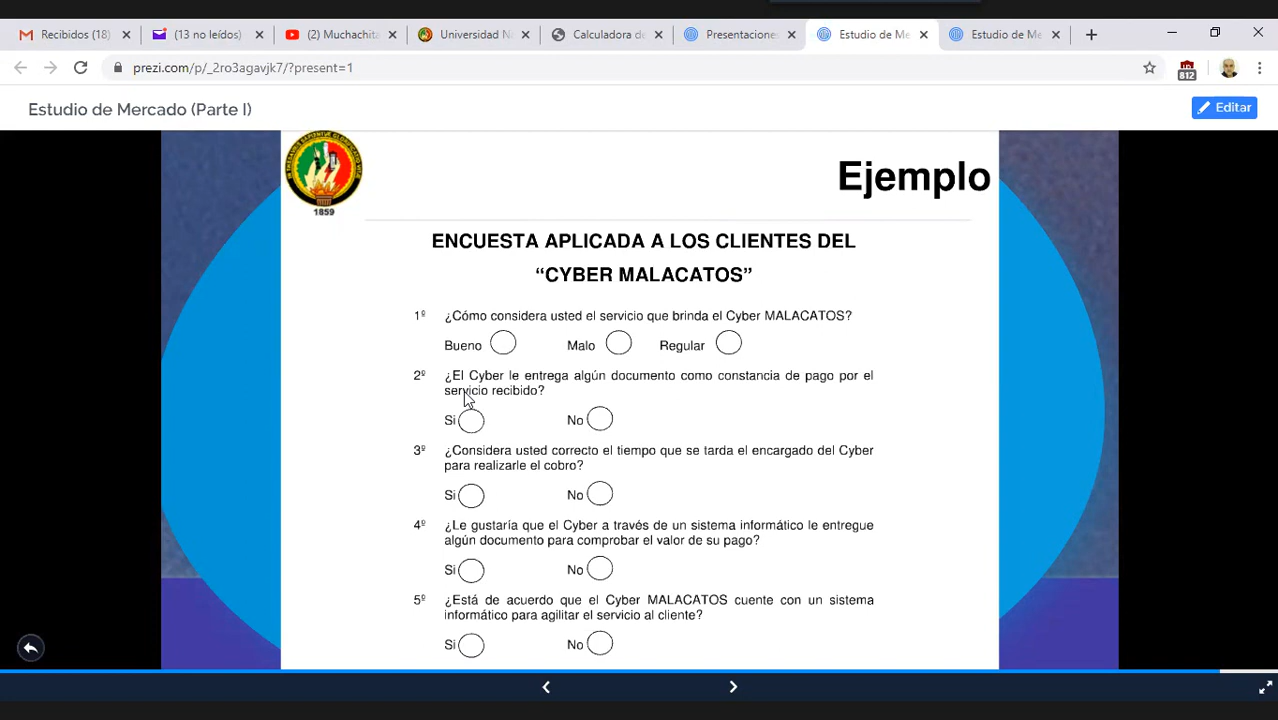 Recibidos (18)
(13 no leídos)
(2) Muchachita
Universidad Na
Calculadora de
Presentaciones
Estudio de Me
Estudio de Me
prezi.com/p/_2ro3agavjk7/?present=1
812
Estudio de Mercado (Parte I)
Editar
1859
Ejemplo
ENCUESTA APLICADA A LOS CLIENTES DEL
“CYBER MALACATOS”
1º ¿Cómo considera usted el servicio que brinda el Cyber MALACATOS?
Bueno Malo Regular
2º ¿El Cyber le entrega algún documento como constancia de pago por el
servicio recibido?
Si No
3º ¿Considera usted correcto el tiempo que se tarda el encargado del Cyber
para realizarle el cobro?
Si No
4º ¿Le gustaría que el Cyber a través de un sistema informático le entregue
algún documento para comprobar el valor de su pago?
Si No
5º ¿Está de acuerdo que el Cyber MALACATOS cuente con un sistema
informático para agilitar el servicio al cliente?
Si No